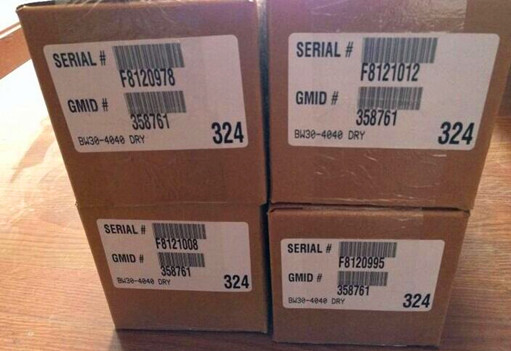 SERIAL #
F8120978
GMID #
358761
BW30-4040 DRY
324
SERIAL #
F8121012
GMID #
358761
BW30-4040 DRY
324
SERIAL #
F8121008
GMID #
358761
BW30-4040 DRY
324
SERIAL #
F8120995
GMID #
358761
BW30-4040 DRY
324